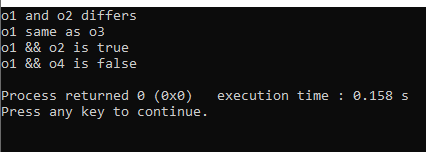 o1 and o2 differs
o1 same as o3
o1 && o2 is true
o1 && o4 is false
Process returned 0 (0x0)   execution time : 0.158 s
Press any key to continue.